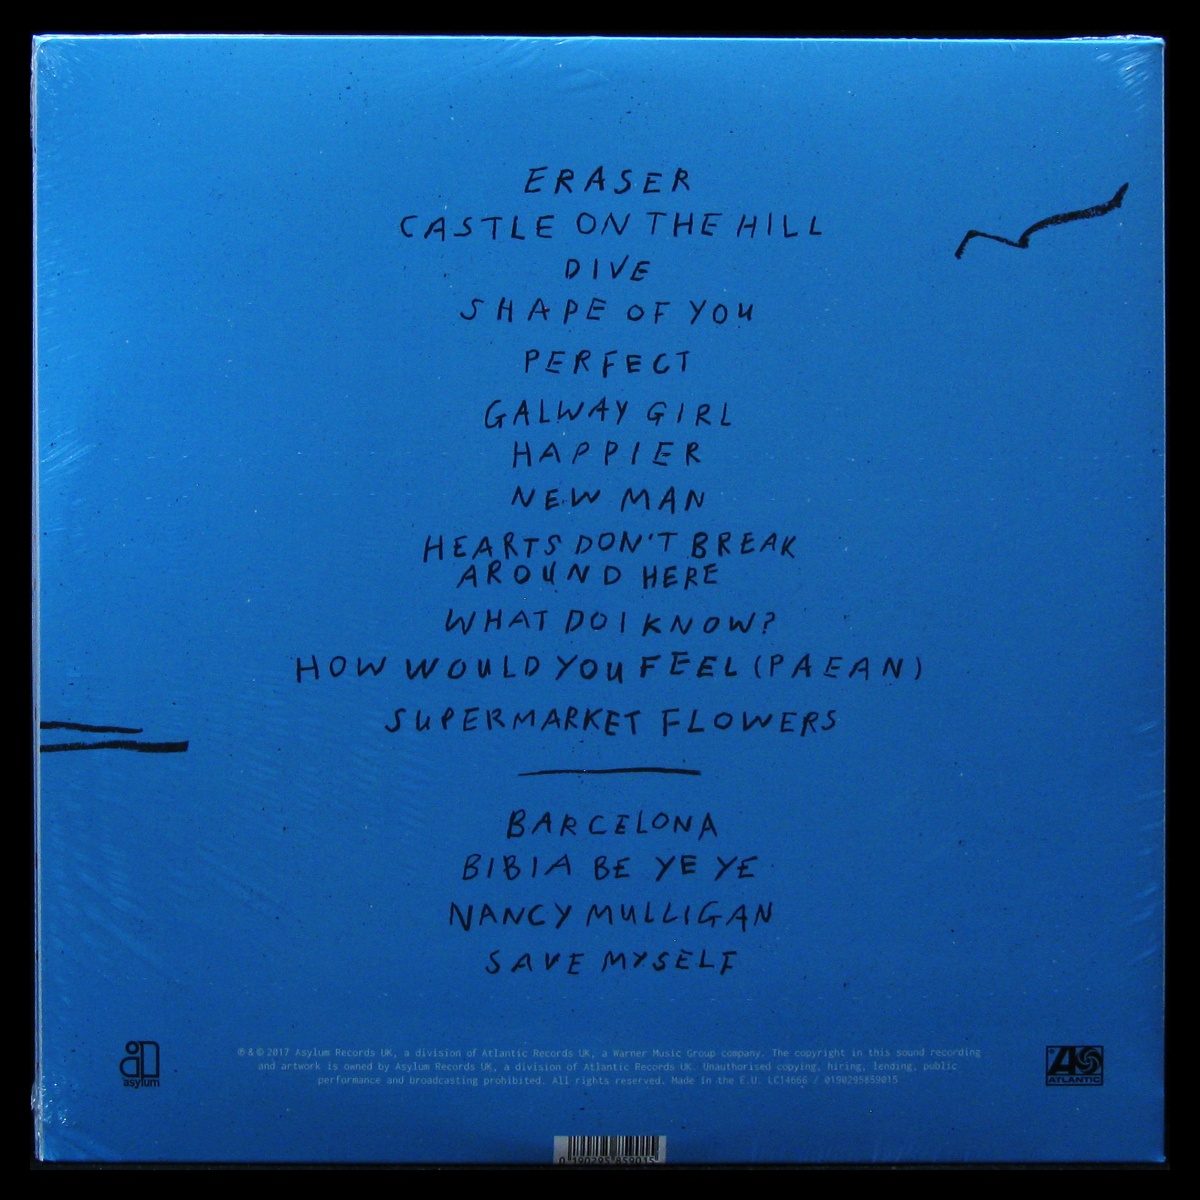 ERASER
CASTLE ON THE HILL
DIVE
SHAPE OF YOU
PERFECT
GALWAY GIRL
HAPPIER
NEW MAN
HEARTS DON'T BREAK
AROUND HERE
WHAT DO I KNOW?
HOW WOULD YOU FEEL (PAEAN)
SUPERMARKET FLOWERS
BARCELONA
BIBIA BE YE YE
NANCY MULLIGAN
SAVE MYSELF
℗ & © 2017 Asylum Records UK, a division of Atlantic Records UK, a Warner Music Group company. The copyright in this sound recording
and artwork is owned by Asylum Records UK, a division of Atlantic Records UK. Unauthorised copying, hiring, lending, public
performance and broadcasting prohibited. All rights reserved. Made in the E.U. LC14666 / 0190295859015
asylum
ATLANTIC
0 190295 859015